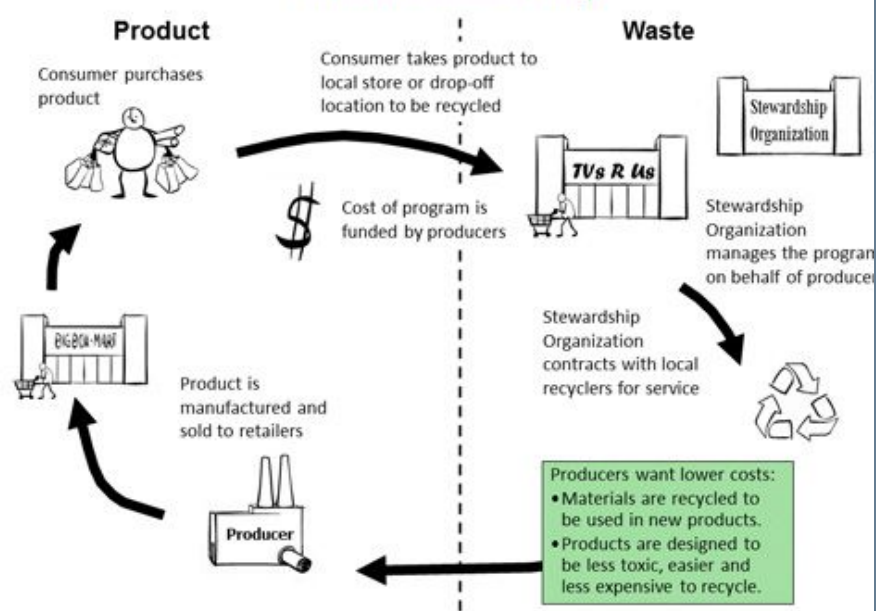 Product
Waste
Consumer purchases
product
Consumer takes product to
local store or drop-off
location to be recycled
Stewardship
Organization
TVs R Us
Cost of program is
funded by producers
$
Stewardship
Organization
manages the program
on behalf of producer
BIGBOX-MART
Stewardship
Organization
contracts with local
recyclers for service
Product is
manufactured and
sold to retailers
Producer
Producers want lower costs:
•Materials are recycled to
be used in new products.
•Products are designed to
be less toxic, easier and
less expensive to recycle.